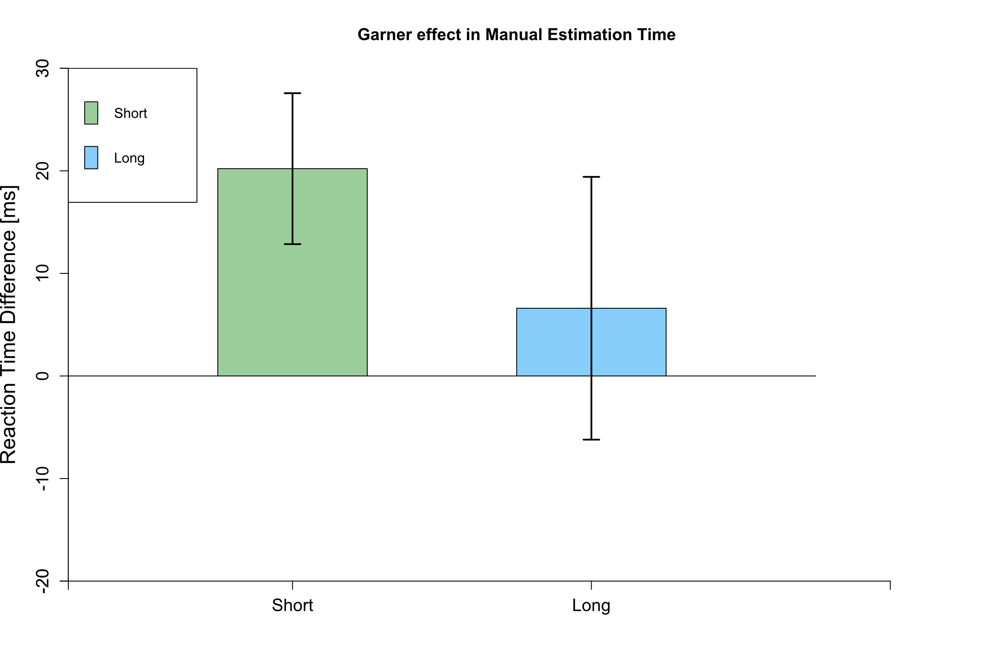 Garner effect in Manual Estimation Time
Reaction Time Difference [ms]
30
20
10
0
-10
-20
Short
Long
Short
Long